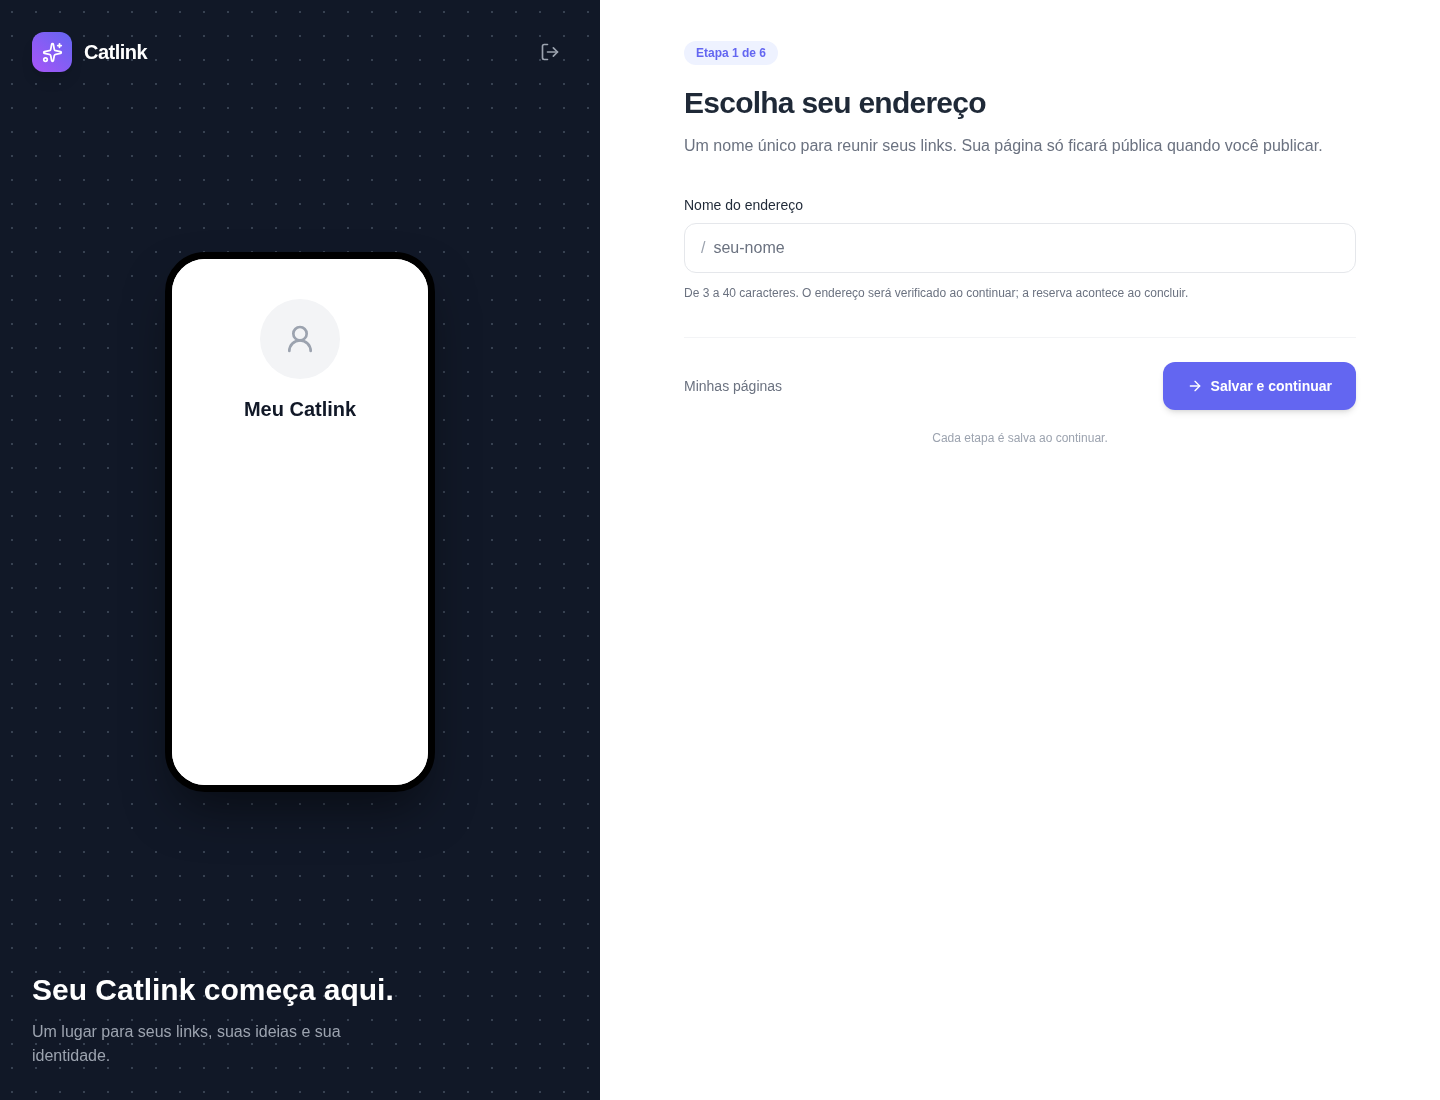 Catlink
Meu Catlink
Seu Catlink começa aqui.
Um lugar para seus links, suas ideias e sua
identidade.
Etapa 1 de 6
Escolha seu endereço
Um nome único para reunir seus links. Sua página só ficará pública quando você publicar.
Nome do endereço
/ seu-nome
De 3 a 40 caracteres. O endereço será verificado ao continuar; a reserva acontece ao concluir.
Minhas páginas
Salvar e continuar
Cada etapa é salva ao continuar.